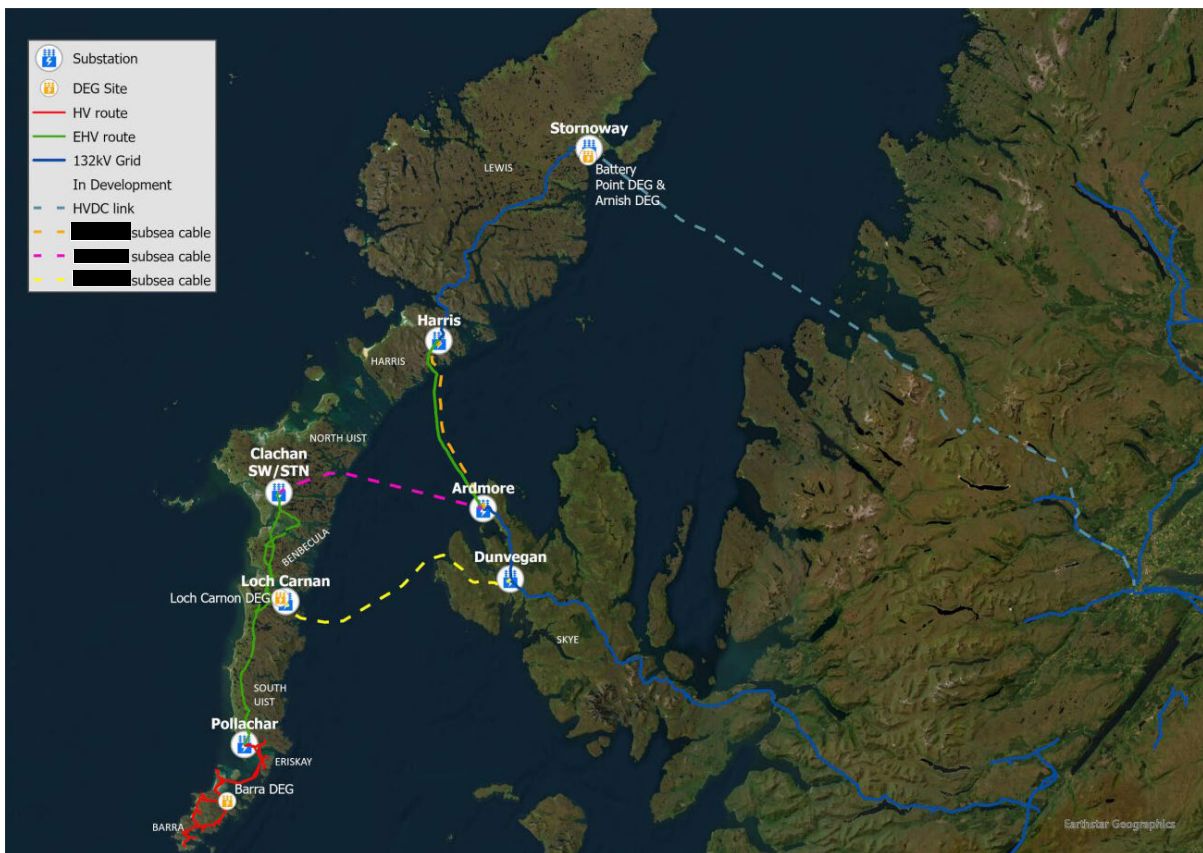 Substation
DEG Site
HV route
EHV route
132kV Grid
In Development
HVDC link
subsea cable
subsea cable
subsea cable
Stornoway
LEWIS
Battery
Point DEG &
Arnish DEG
Harris
HARRIS
NORTH UIST
Clachan
SW/STN
Ardmore
BENBECULA
Dunvegan
Loch Carnan
Loch Carnon DEG
SKYE
SOUTH
UIST
Pollachar
ERISKAY
Barra DEG
BARRA
Earthstar Geographics